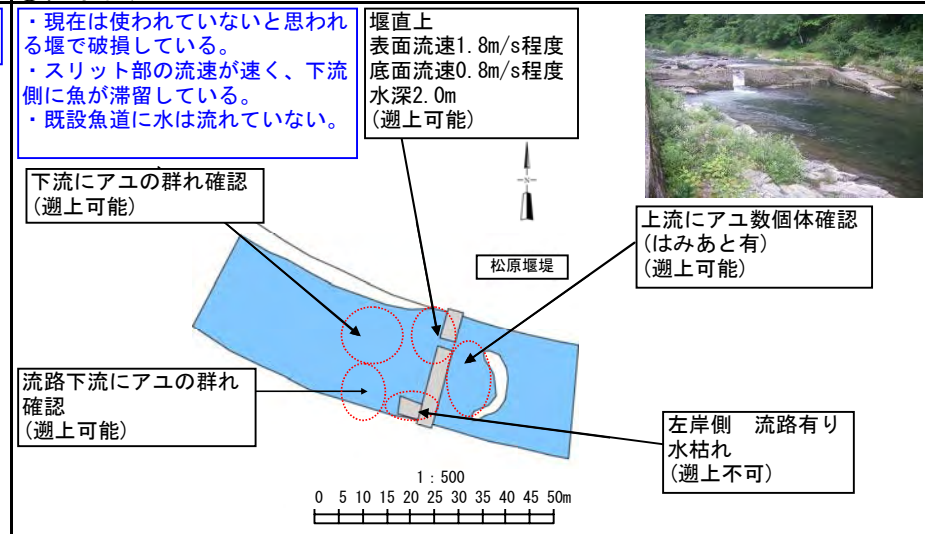 ・現在は使われていないと思われ
る堰で破損している。
・スリット部の流速が速く、下流
側に魚が滞留している。
・既設魚道に水は流れていない。
堰直上
表面流速1.8m/s程度
底面流速0.8m/s程度
水深2.0m
(遡上可能)
下流にアユの群れ確認
(遡上可能)
N
松原堰堤
上流にアユ数個体確認
(はみあと有)
(遡上可能)
流路下流にアユの群れ
確認
(遡上可能)
左岸側 流路有り
水枯れ
(遡上不可)
1：500
0 5 10 15 20 25 30 35 40 45 50m